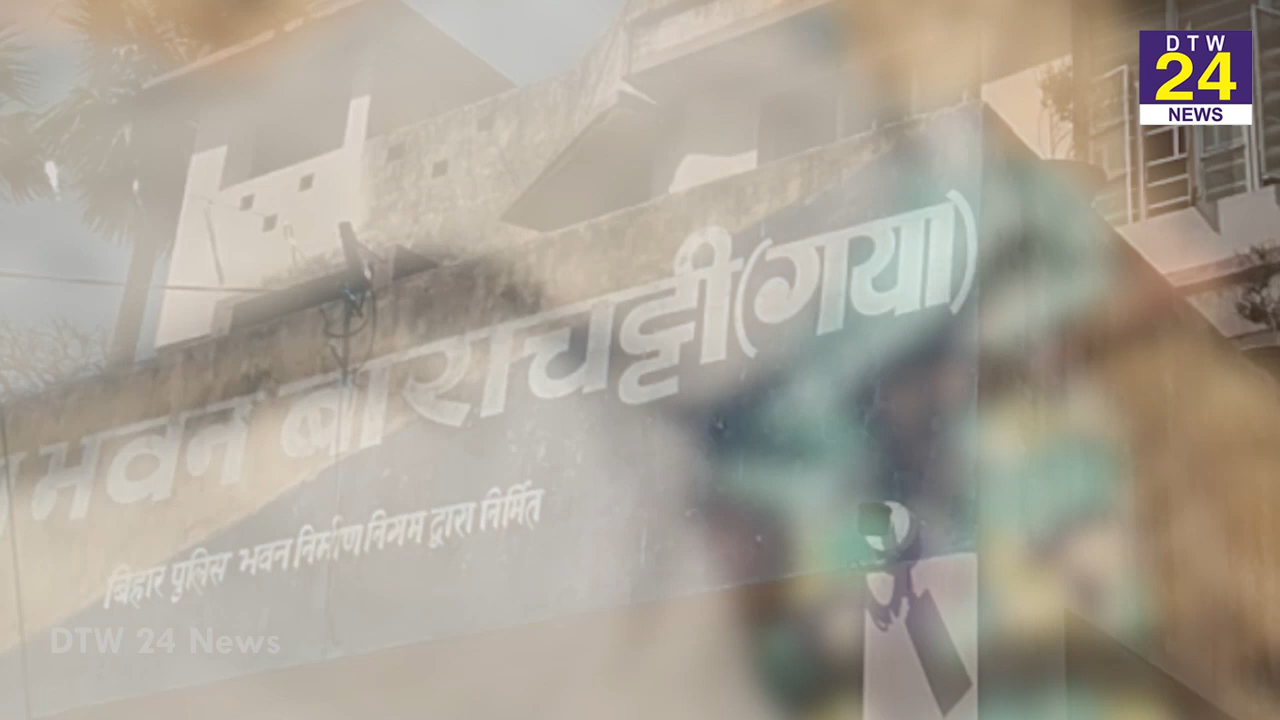 DTW
24
NEWS
भवन बाराचट्टी (गया)
बिहार पुलिस भवन निर्माण निगम द्वारा निर्मित्
DTW 24 News